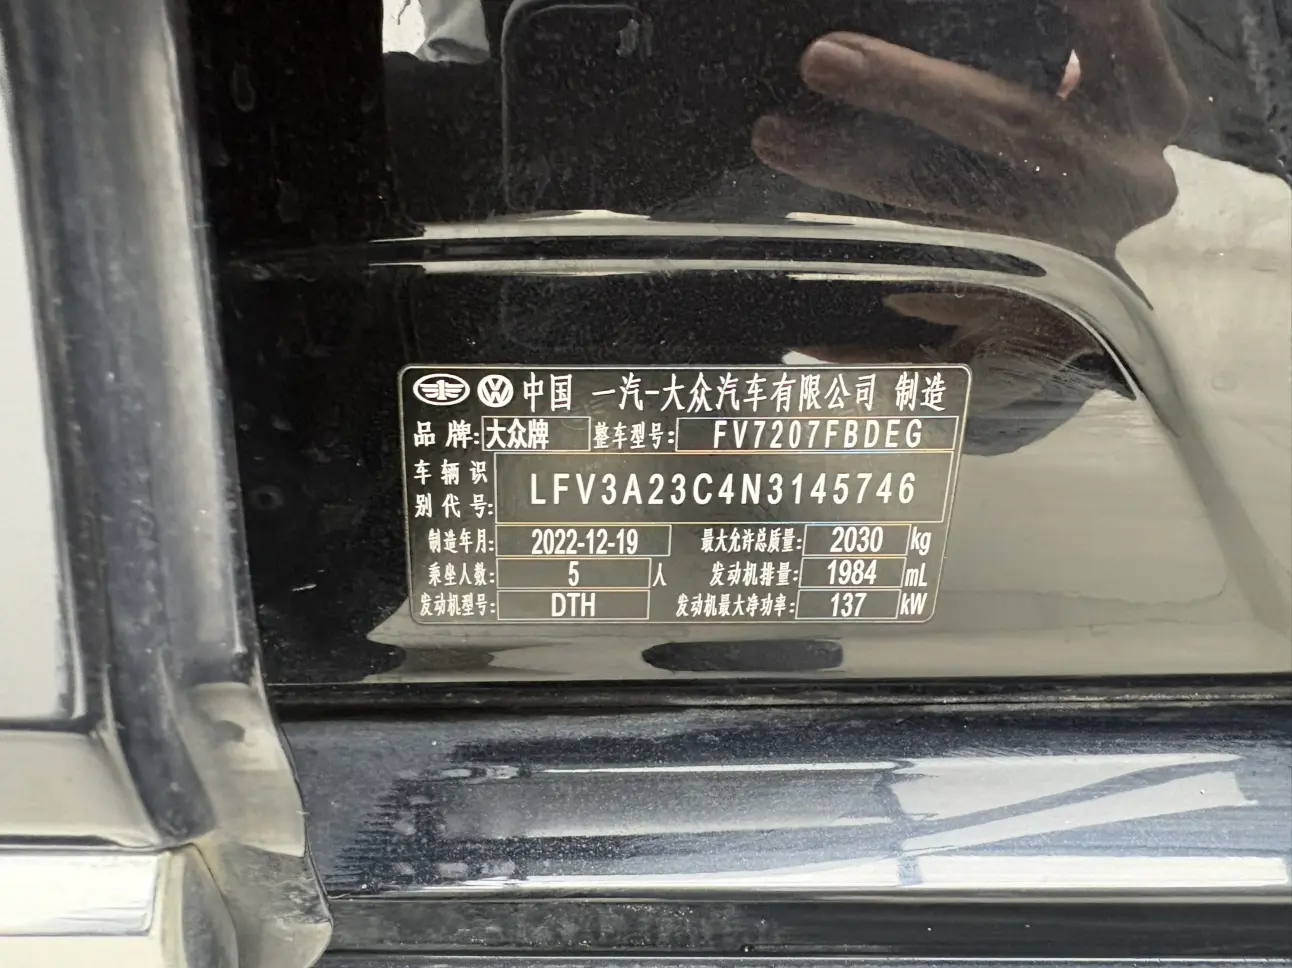 中国 一汽-大众汽车有限公司 制造
品牌: 大众牌 整车型号: FV7207FBDEG
车辆识别代号: LFV3A23C4N3145746
制造年月: 2022-12-19 最大允许总质量: 2030 kg
乘坐人数: 5 人 发动机排量: 1984 mL
发动机型号: DTH 发动机最大净功率: 137 kW